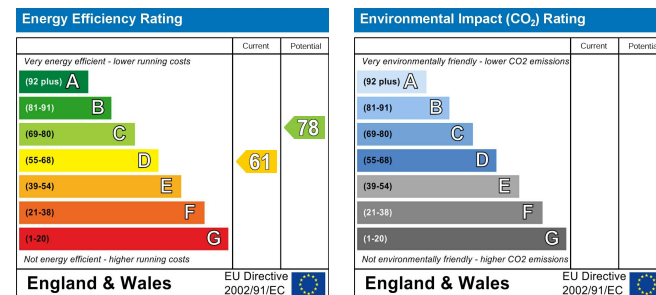 Energy Efficiency Rating
Current Potential
Very energy efficient - lower running costs
(92 plus) A
(81-91) B
(69-80) C
78
(55-68) D
61
(39-54) E
(21-38) F
(1-20) G
Not energy efficient - higher running costs
England & Wales
EU Directive
2002/91/EC
Environmental Impact (CO₂) Rating
Current Potential
Very environmentally friendly - lower CO2 emissions
(92 plus) A
(81-91) B
(69-80) C
(55-68) D
(39-54) E
(21-38) F
(1-20) G
Not environmentally friendly - higher CO2 emissions
England & Wales
EU Directive
2002/91/EC